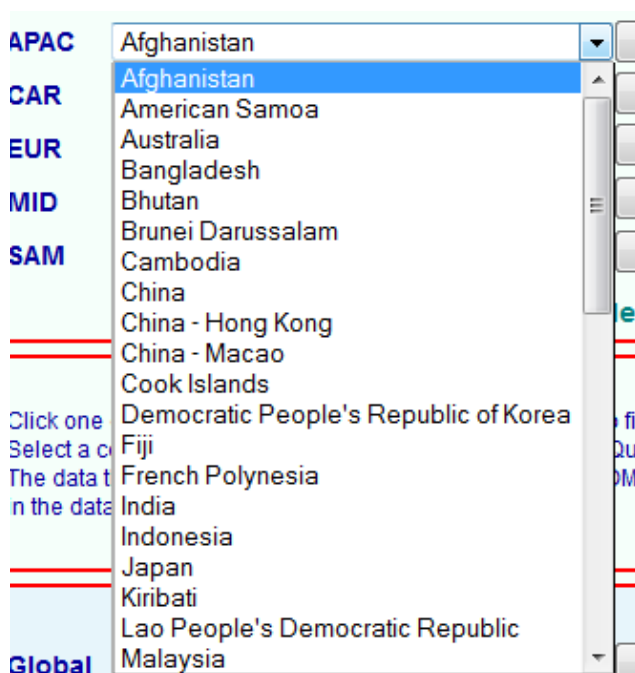 APAC Afghanistan
Afghanistan
CAR
American Samoa
Australia
EUR
Bangladesh
MID Bhutan
Brunei Darussalam
SAM
Cambodia
China
China - Hong Kong
China - Macao
Cook Islands
Click one Democratic People's Republic of Korea
Select a Fiji
The data French Polynesia
in the data India
Indonesia
Japan
Kiribati
Lao People's Democratic Republic
Global Malaysia